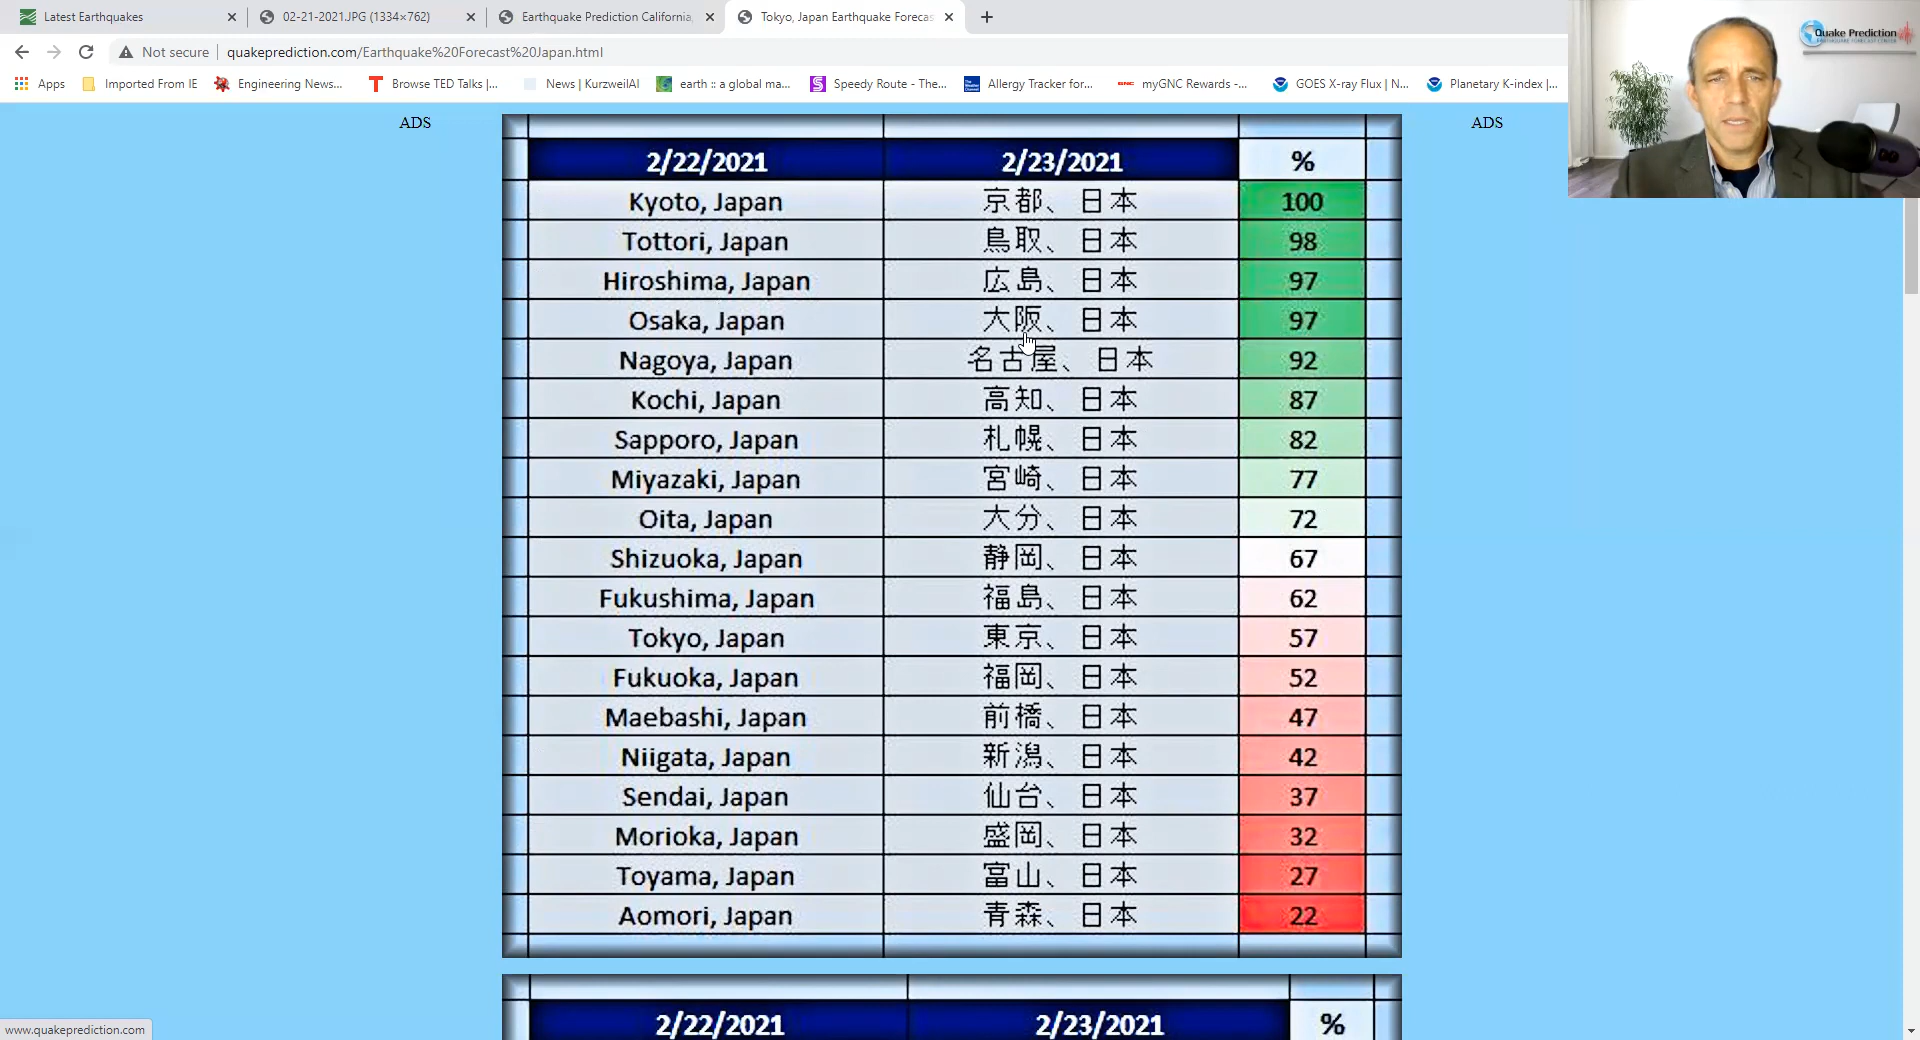 Latest Earthquakes
02-21-2021.JPG (1334×762)
Earthquake Prediction California,
Tokyo, Japan Earthquake Forecas
Not secure
quakeprediction.com/Earthquake%20Forecast%20Japan.html
Apps
Imported From IE
Engineering News...
Browse TED Talks |...
News | KurzweilAI
earth :: a global ma...
Speedy Route - The...
Allergy Tracker for...
myGNC Rewards -...
GOES X-ray Flux | N...
Planetary K-index |...
Quake Prediction
EARTHQUAKE FORECAST CENTER
ADS
ADS
2/22/2021 2/23/2021 %
Kyoto, Japan 京都、日本 100
Tottori, Japan 鳥取、日本 98
Hiroshima, Japan 広島、日本 97
Osaka, Japan 大阪、日本 97
Nagoya, Japan 名古屋、日本 92
Kochi, Japan 高知、日本 87
Sapporo, Japan 札幌、日本 82
Miyazaki, Japan 宮崎、日本 77
Oita, Japan 大分、日本 72
Shizuoka, Japan 静岡、日本 67
Fukushima, Japan 福島、日本 62
Tokyo, Japan 東京、日本 57
Fukuoka, Japan 福岡、日本 52
Maebashi, Japan 前橋、日本 47
Niigata, Japan 新潟、日本 42
Sendai, Japan 仙台、日本 37
Morioka, Japan 盛岡、日本 32
Toyama, Japan 富山、日本 27
Aomori, Japan 青森、日本 22
2/22/2021 2/23/2021 %
www.quakeprediction.com